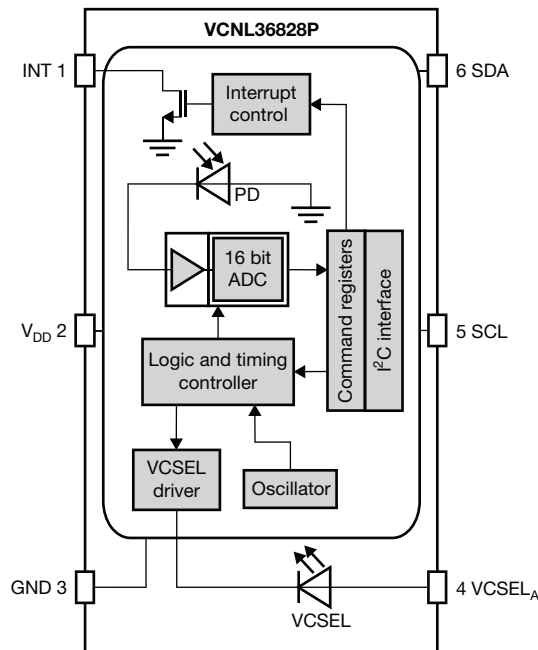 VCNL36828P
INT 1
6 SDA
Interrupt
control
PD
16 bit
ADC
Command registers
I²C interface
V_DD 2
5 SCL
Logic and timing
controller
VCSEL
driver
Oscillator
GND 3
4 VCSEL_A
VCSEL